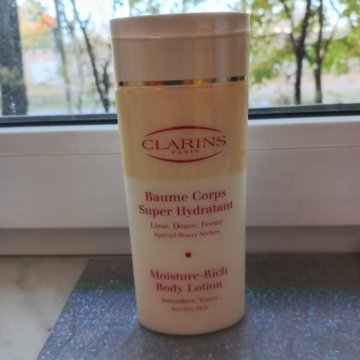 CLARINS
PARIS
Baume Corps
Super Hydratant
Lisse, Douce, Ferme
Spécial Peaux Sèches
Moisture-Rich
Body Lotion
Smoothes, Tones
For Dry Skin